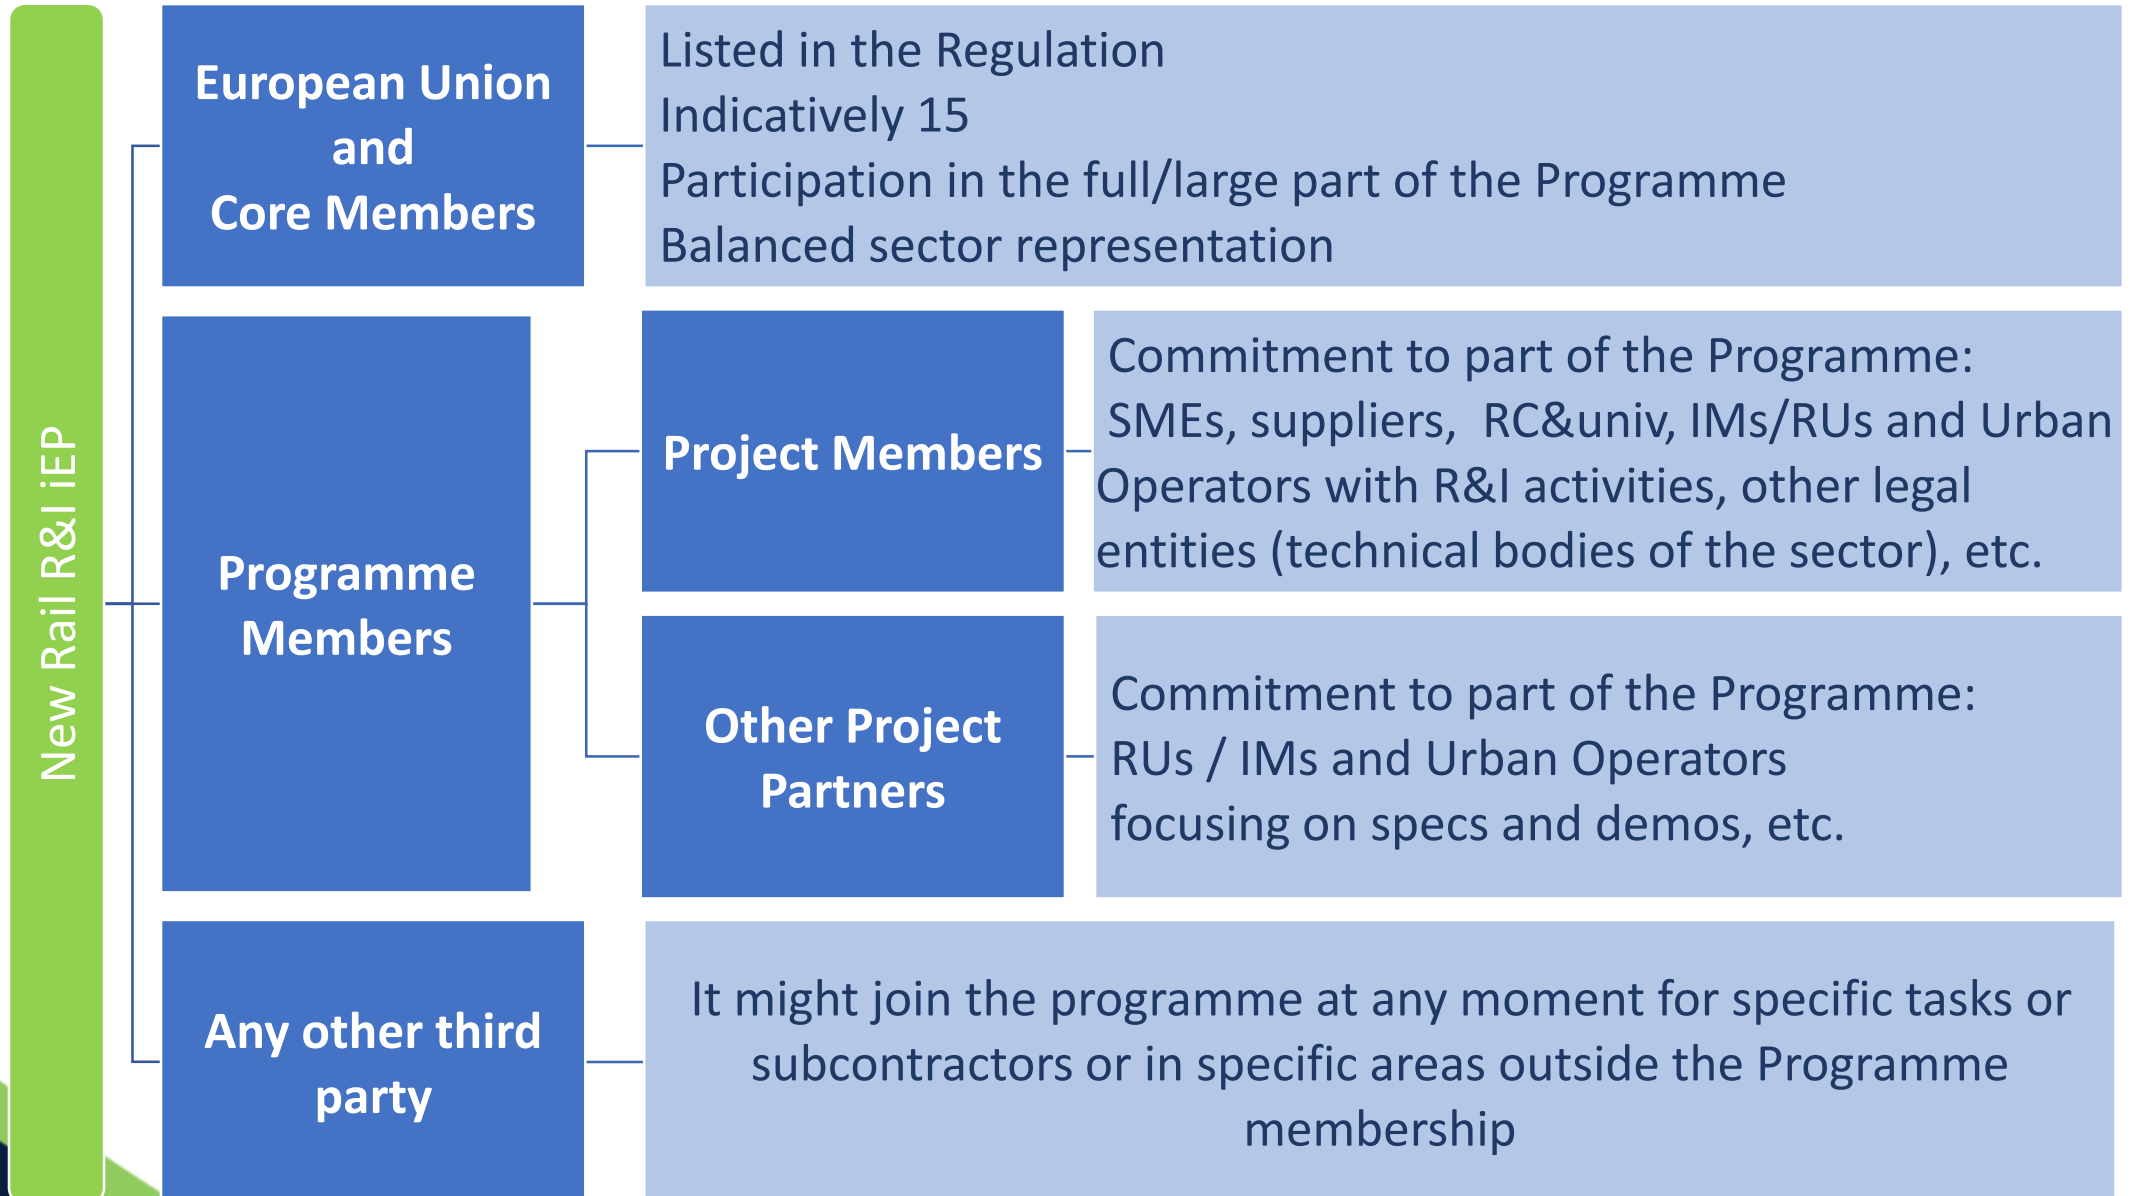 New Rail R&I iEP
European Union
and
Core Members
Listed in the Regulation
Indicatively 15
Participation in the full/large part of the Programme
Balanced sector representation
Programme
Members
Project Members
Commitment to part of the Programme:
SMEs, suppliers,  RC&univ, IMs/RUs and Urban
Operators with R&I activities, other legal
entities (technical bodies of the sector), etc.
Other Project
Partners
Commitment to part of the Programme:
RUs / IMs and Urban Operators
focusing on specs and demos, etc.
Any other third
party
It might join the programme at any moment for specific tasks or
subcontractors or in specific areas outside the Programme
membership